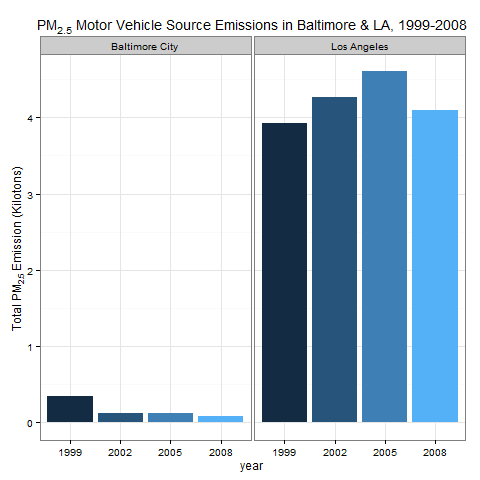 PM2.5 Motor Vehicle Source Emissions in Baltimore & LA, 1999-2008
Baltimore City
Los Angeles
Total PM2.5 Emission (Kilotons)
4
3
2
1
0
1999 2002 2005 2008
1999 2002 2005 2008
year